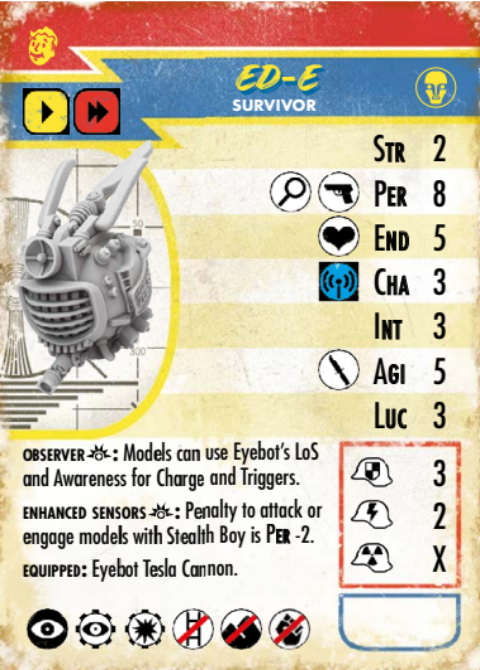 ED-E
SURVIVOR
STR 2
PER 8
END 5
CHA 3
INT 3
AGI 5
LUC 3
50
300
OBSERVER: Models can use Eyebot's LoS
and Awareness for Charge and Triggers.
ENHANCED SENSORS: Penalty to attack or
engage models with Stealth Boy is PER -2.
EQUIPPED: Eyebot Tesla Cannon.
3
2
X